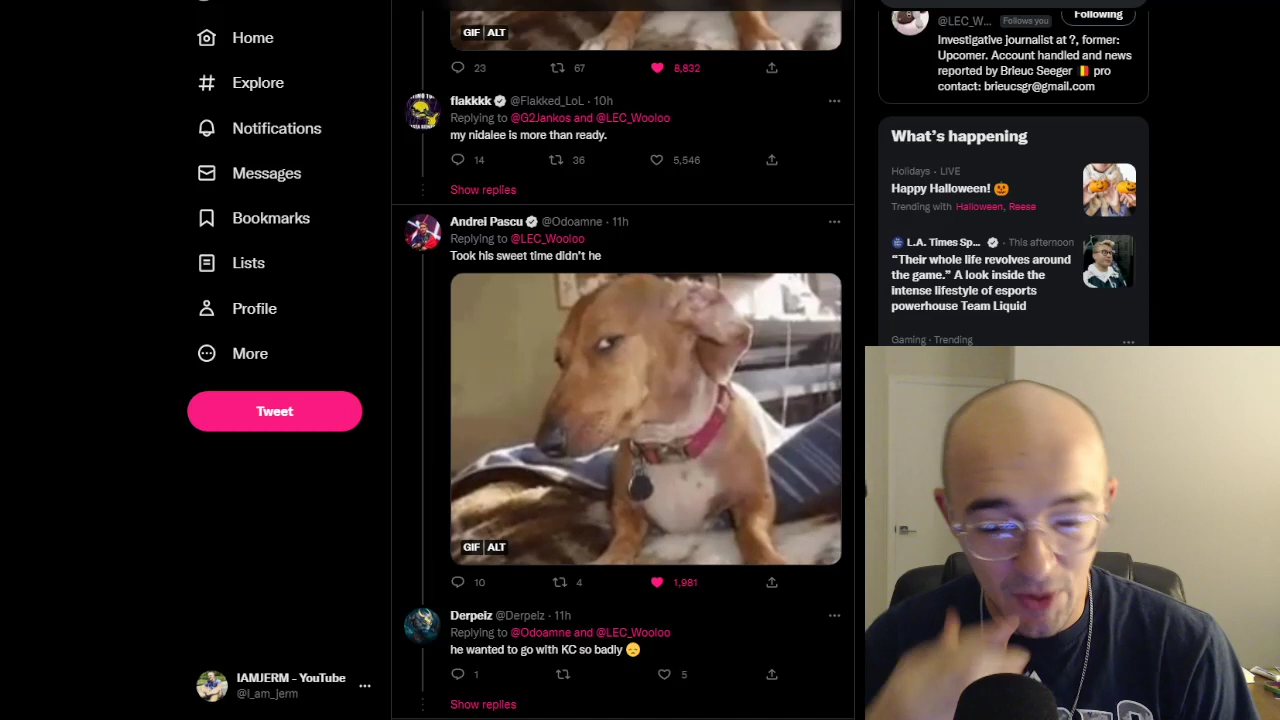 Home
Explore
Notifications
Messages
Bookmarks
Lists
Profile
More
Tweet
IAMJERM - YouTube
@I_am_jerm
GIF ALT
23 67 8,832
flakkkk @Flakked_LoL · 10h
Replying to @G2Jankos and @LEC_Wooloo
my nidalee is more than ready.
14 36 5,546
Show replies
Andrei Pascu @Odoamne · 11h
Replying to @LEC_Wooloo
Took his sweet time didn't he
GIF ALT
10 4 1,981
Derpeiz @Derpeiz · 11h
Replying to @Odoamne and @LEC_Wooloo
he wanted to go with KC so badly 😔
1 5
Show replies
@LEC_W... Follows you
Following
Investigative journalist at ?, former:
Upcomer. Account handled and news
reported by Brieuc Seeger 🇧🇪 pro
contact: brieucsgr@gmail.com
What's happening
Holidays · LIVE
Happy Halloween! 🎃
Trending with Halloween, Reese
L.A. Times Sp... · This afternoon
"Their whole life revolves around
the game." A look inside the
intense lifestyle of esports
powerhouse Team Liquid
Gaming · Trending